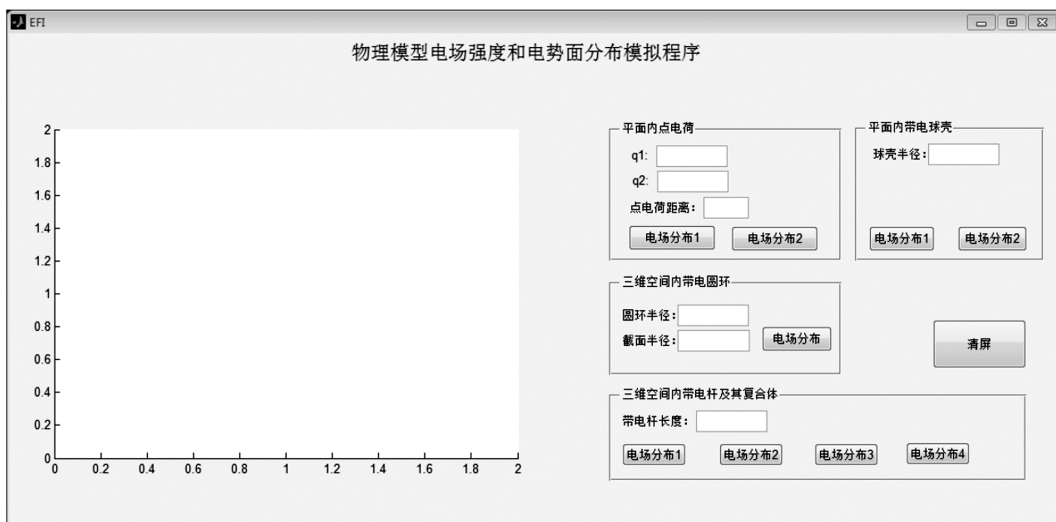 EFI
物理模型电场强度和电势面分布模拟程序
2
1.8
1.6
1.4
1.2
1
0.8
0.6
0.4
0.2
0
0 0.2 0.4 0.6 0.8 1 1.2 1.4 1.6 1.8 2
平面内点电荷
q1:
q2:
点电荷距离:
电场分布1 电场分布2
平面内带电球壳
球壳半径:
电场分布1 电场分布2
三维空间内带电圆环
圆环半径:
截面半径:
电场分布
清屏
三维空间内带电杆及其复合体
带电杆长度:
电场分布1 电场分布2 电场分布3 电场分布4